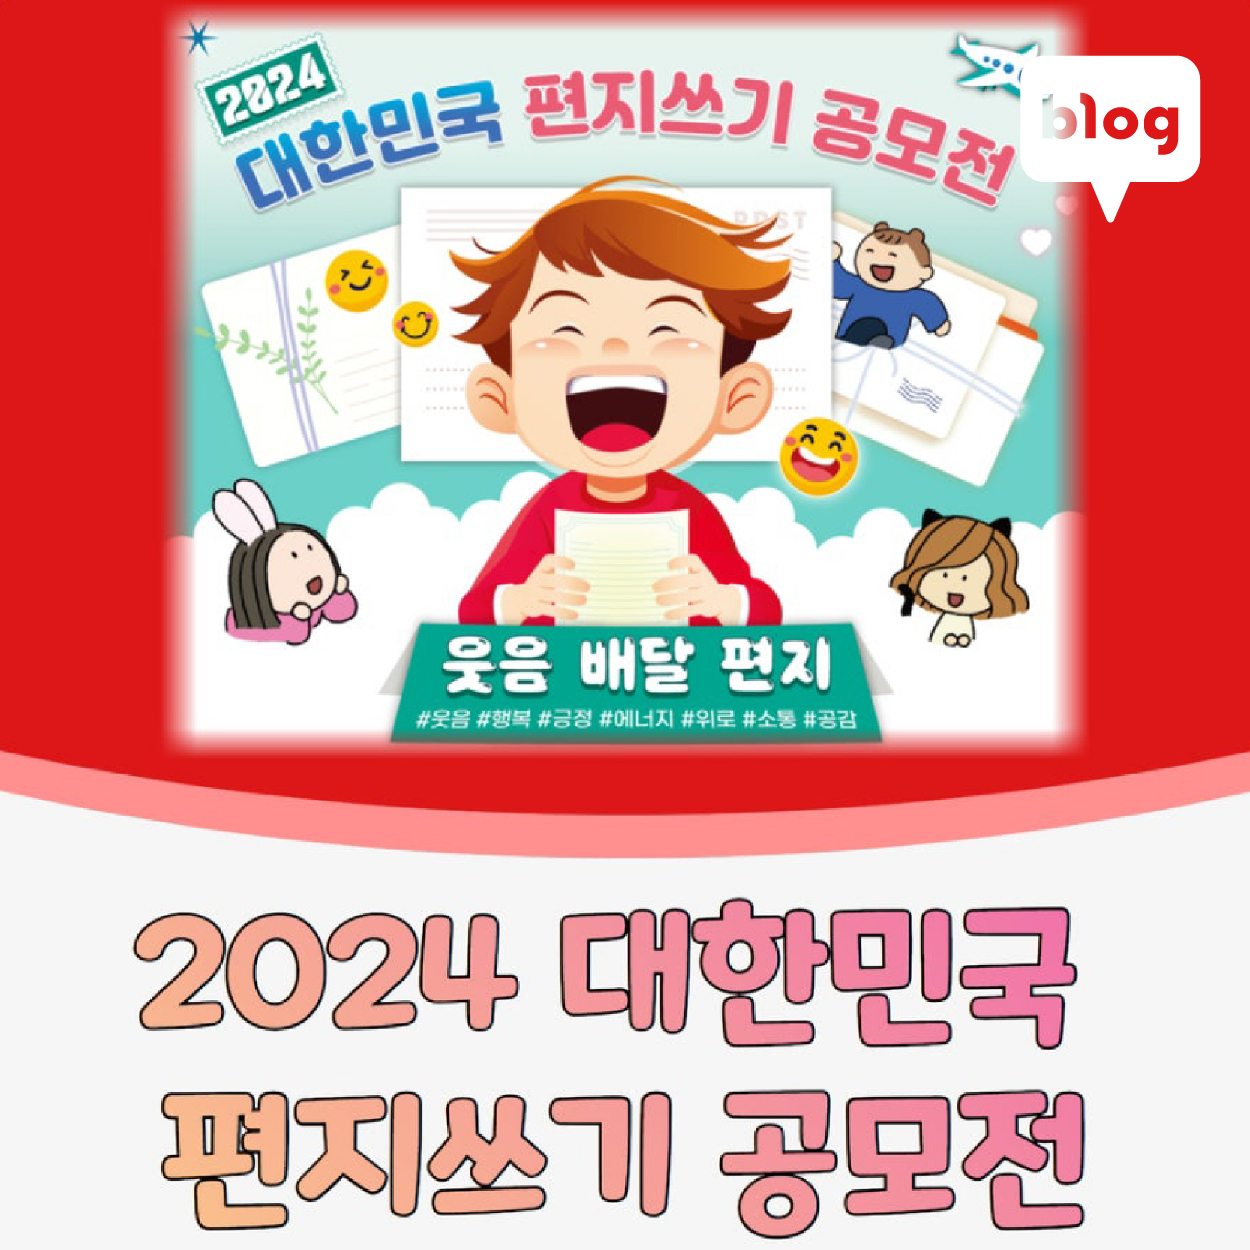 2024
대한민국 편지쓰기 공모전
blog
POST
웃음 배달 편지
#웃음 #행복 #긍정 #에너지 #위로 #소통 #공감
2024 대한민국
편지쓰기 공모전